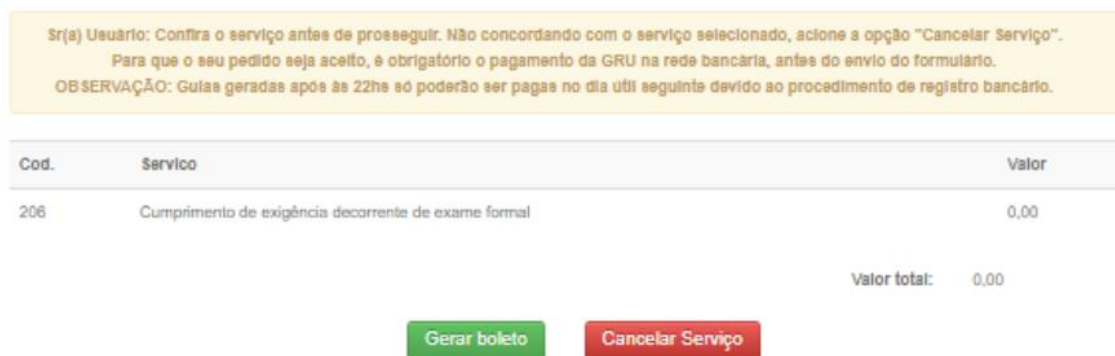 Sr(a) Usuário: Confira o serviço antes de prosseguir. Não concordando com o serviço selecionado, acione a opção "Cancelar Serviço".
Para que o seu pedido seja aceito, é obrigatório o pagamento da GRU na rede bancária, antes do envio do formulário.
OBSERVAÇÃO: Guias geradas após às 22hs só poderão ser pagas no dia útil seguinte devido ao procedimento de registro bancário.
Cod. Servico Valor
206 Cumprimento de exigência decorrente de exame formal 0,00
Valor total: 0,00
Gerar boleto Cancelar Serviço